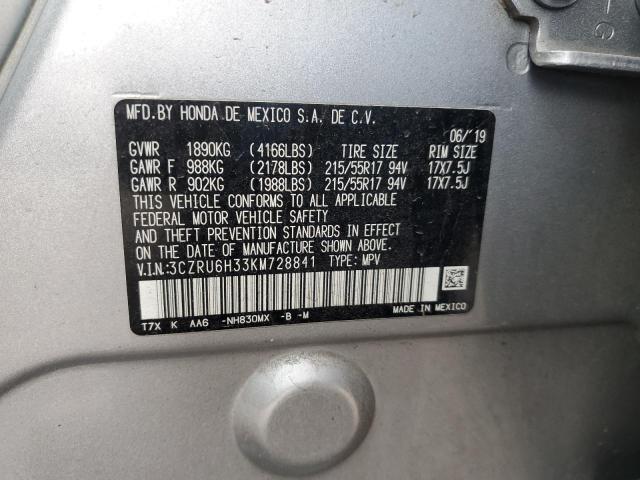 MFD.BY HONDA DE MEXICO S.A. DE C.V.
06/'19
GVWR 1890KG (4166LBS) TIRE SIZE RIM SIZE
GAWR F 988KG (2178LBS) 215/55R17 94V 17X7.5J
GAWR R 902KG (1988LBS) 215/55R17 94V 17X7.5J
THIS VEHICLE CONFORMS TO ALL APPLICABLE
FEDERAL MOTOR VEHICLE SAFETY
AND THEFT PREVENTION STANDARDS IN EFFECT
ON THE DATE OF MANUFACTURE SHOWN ABOVE.
V.I.N.:3CZRU6H33KM728841 TYPE: MPV
T7X K AA6 -NH830MX -B -M
MADE IN MEXICO